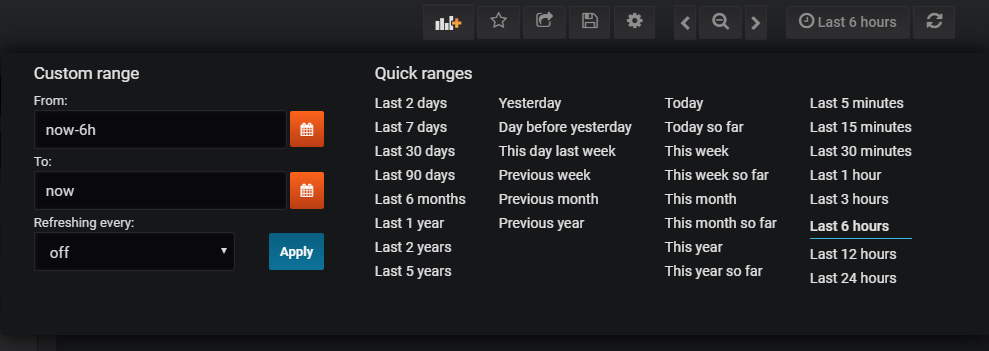 Last 6 hours
Custom range
From:
now-6h
To:
now
Refreshing every:
off
Apply
Quick ranges
Last 2 days
Last 7 days
Last 30 days
Last 90 days
Last 6 months
Last 1 year
Last 2 years
Last 5 years
Yesterday
Day before yesterday
This day last week
Previous week
Previous month
Previous year
Today
Today so far
This week
This week so far
This month
This month so far
This year
This year so far
Last 5 minutes
Last 15 minutes
Last 30 minutes
Last 1 hour
Last 3 hours
Last 6 hours
Last 12 hours
Last 24 hours